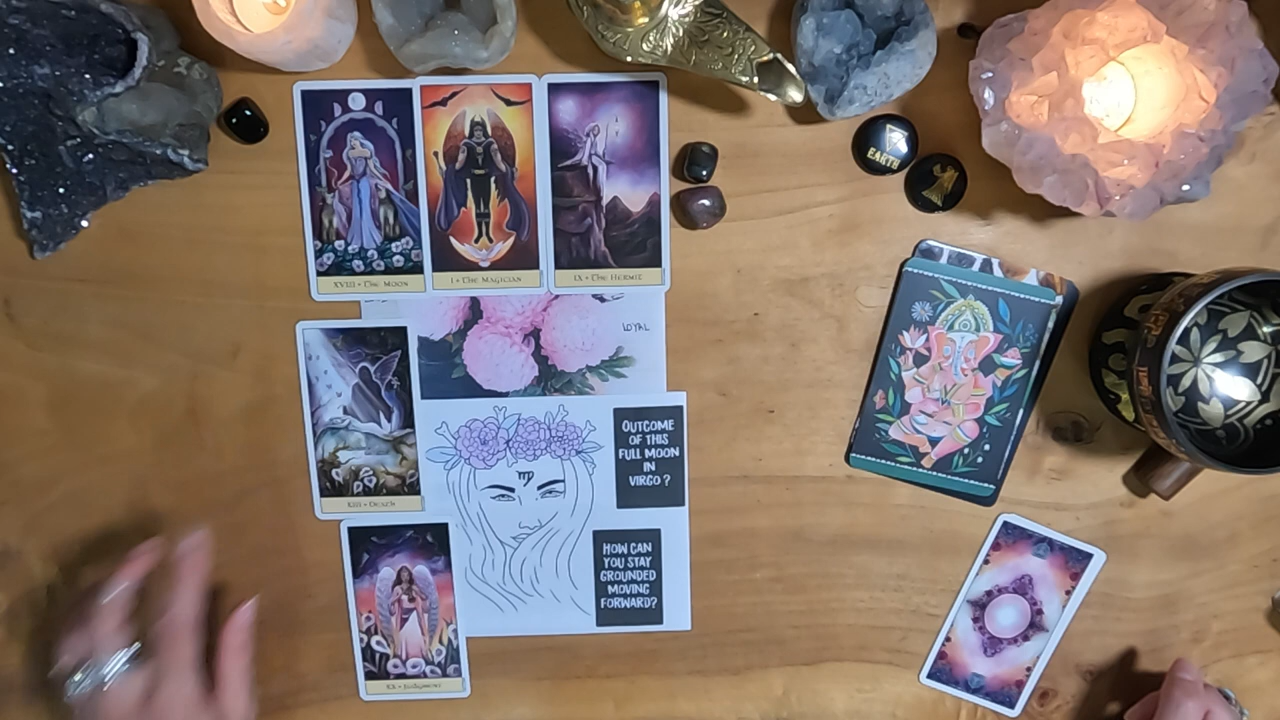 EARTH
XVIII • THE MOON
I • THE MAGICIAN
IX • THE HERMIT
LOYAL
OUTCOME
OF THIS
FULL MOON
IN
VIRGO ?
XIII • DEATH
HOW CAN
YOU STAY
GROUNDED
MOVING
FORWARD?
XX • JUDGMENT